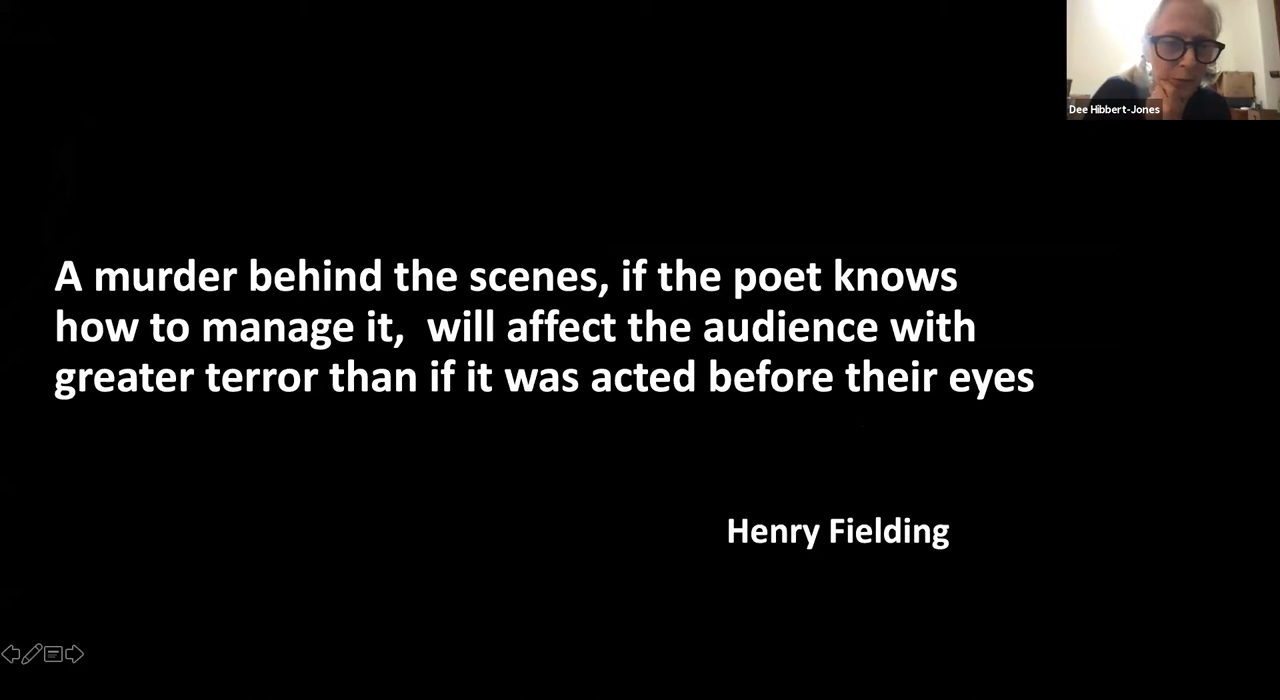 Dee Hibbert-Jones
A murder behind the scenes, if the poet knows
how to manage it,  will affect the audience with
greater terror than if it was acted before their eyes
Henry Fielding